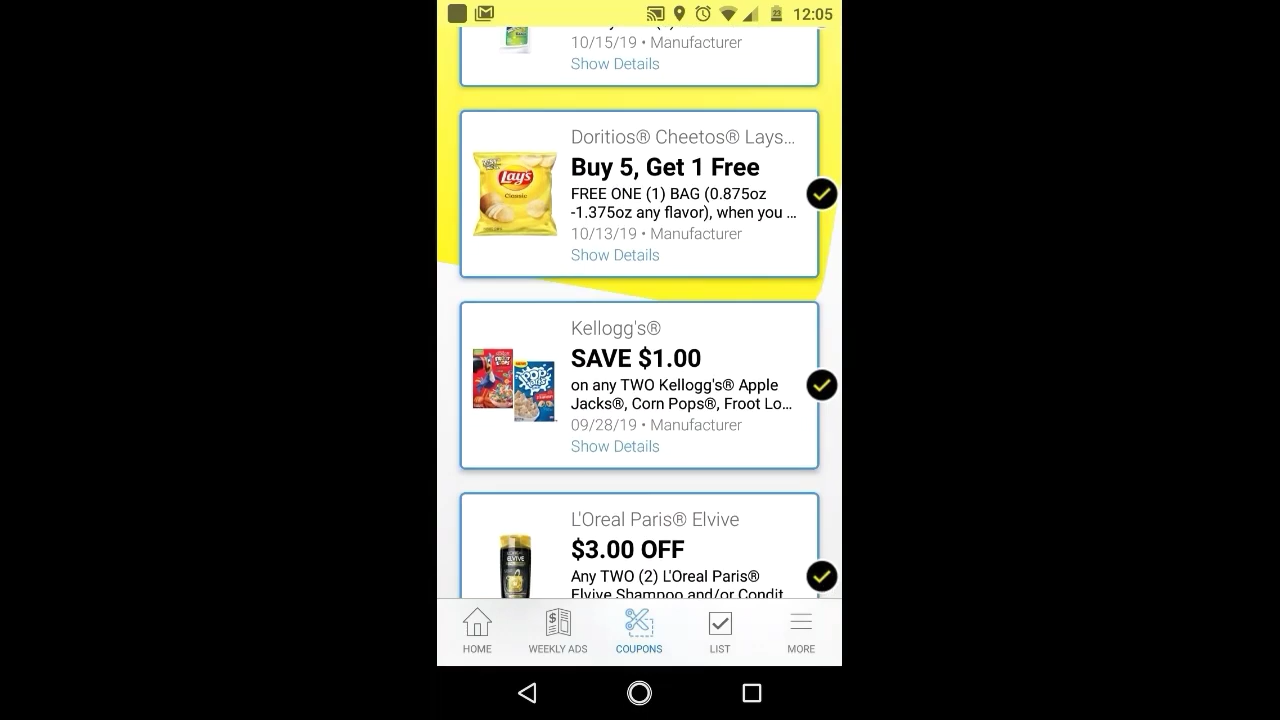 12:05
10/15/19 • Manufacturer
Show Details
Doritios® Cheetos® Lays...
Buy 5, Get 1 Free
FREE ONE (1) BAG (0.875oz
-1.375oz any flavor), when you ...
10/13/19 • Manufacturer
Show Details
Lay's
Classic
Kellogg's®
SAVE $1.00
on any TWO Kellogg's® Apple
Jacks®, Corn Pops®, Froot Lo...
09/28/19 • Manufacturer
Show Details
L'Oreal Paris® Elvive
$3.00 OFF
Any TWO (2) L'Oreal Paris®
Elvive Shampoo and/or Condit
ELVIVE
HOME
WEEKLY ADS
COUPONS
LIST
MORE